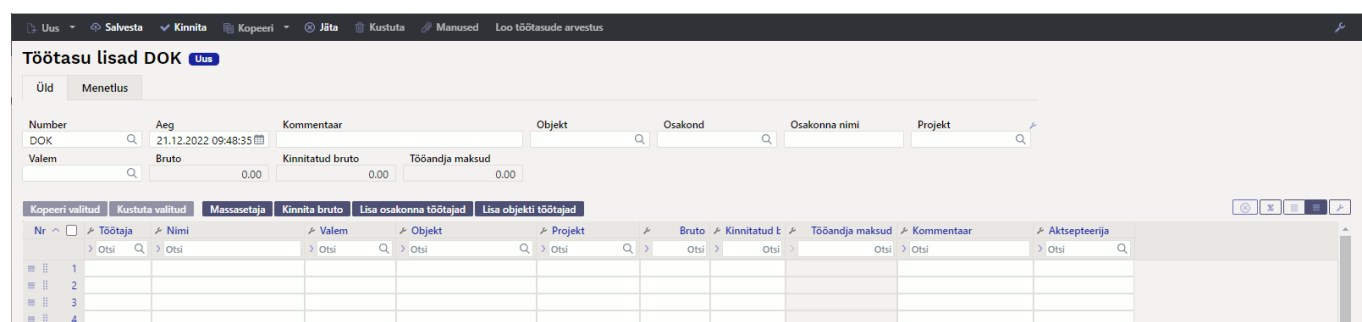 Uus Salvesta Kinnita Kopeeri Jäta Kustuta Manused Loo töötasude arvestus
Töötasu lisad DOK Uus
Üld Menetlus
Number Aeg Kommentaar Objekt Osakond Osakonna nimi Projekt
DOK 21.12.2022 09:48:35
Valem Bruto Kinnitatud bruto Tööandja maksud
0.00 0.00 0.00
Kopeeri valitud Kustuta valitud Massasetaja Kinnita bruto Lisa osakonna töötajad Lisa objekti töötajad
Nr Töötaja Nimi Valem Objekt Projekt Bruto Kinnitatud b Tööandja maksud Kommentaar Aktsepteerija
Otsi Otsi Otsi Otsi Otsi Otsi Otsi Otsi Otsi Otsi
1
2
3
4